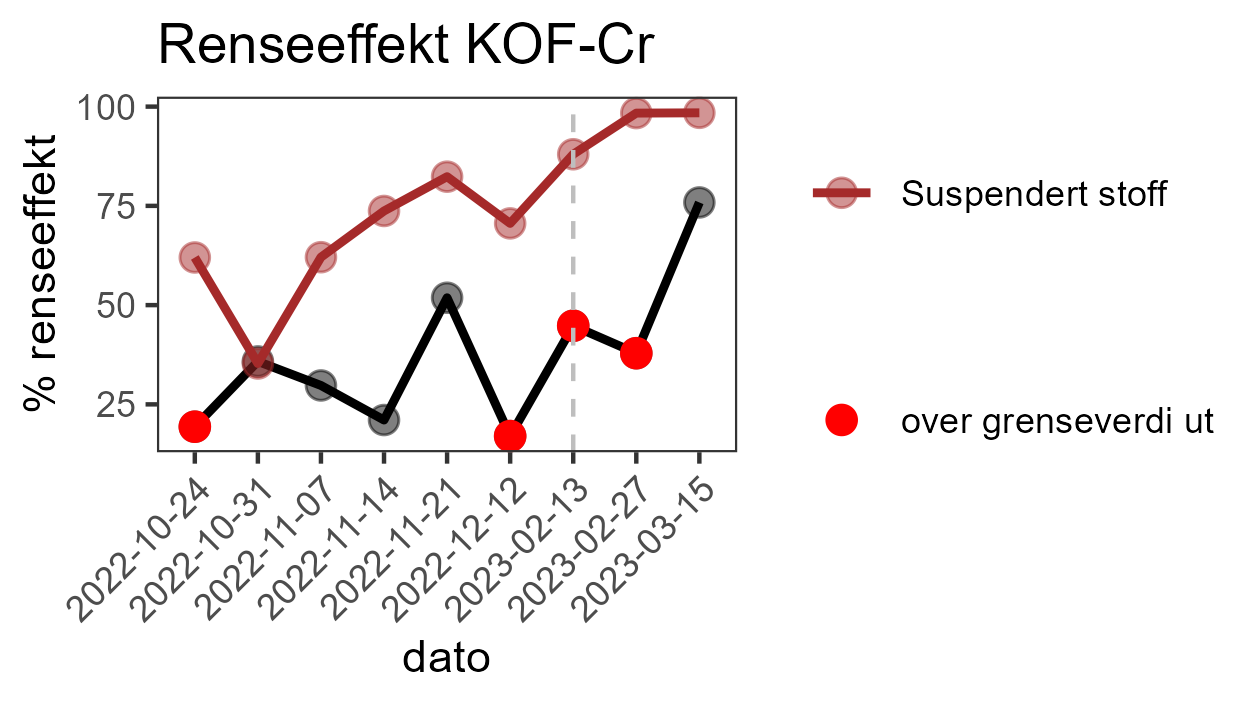 Renseeffekt KOF-Cr
% renseeffekt
100
75
50
25
2022-10-24
2022-10-31
2022-11-07
2022-11-14
2022-11-21
2022-12-12
2023-02-13
2023-02-27
2023-03-15
dato
Suspendert stoff
over grenseverdi ut